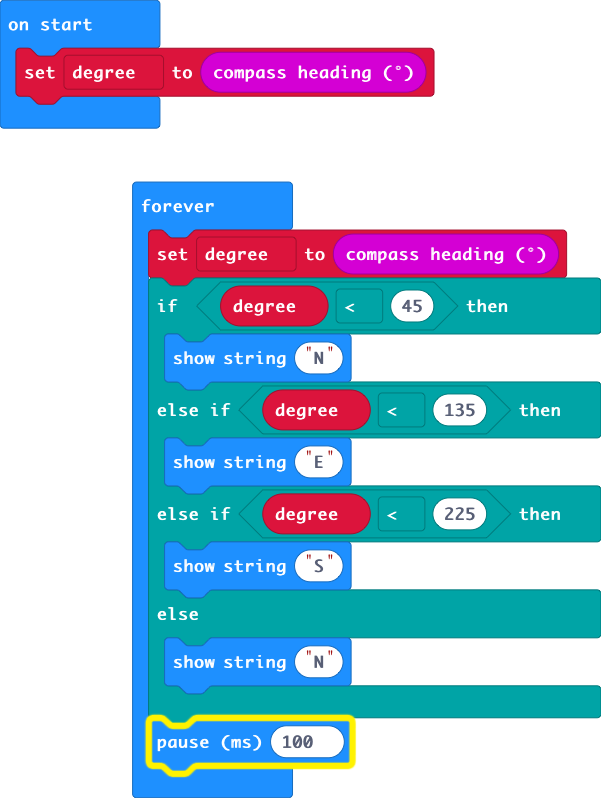 on start
set degree to compass heading (°)
forever
set degree to compass heading (°)
if degree < 45 then
show string "N"
else if degree < 135 then
show string "E"
else if degree < 225 then
show string "S"
else
show string "N"
pause (ms) 100